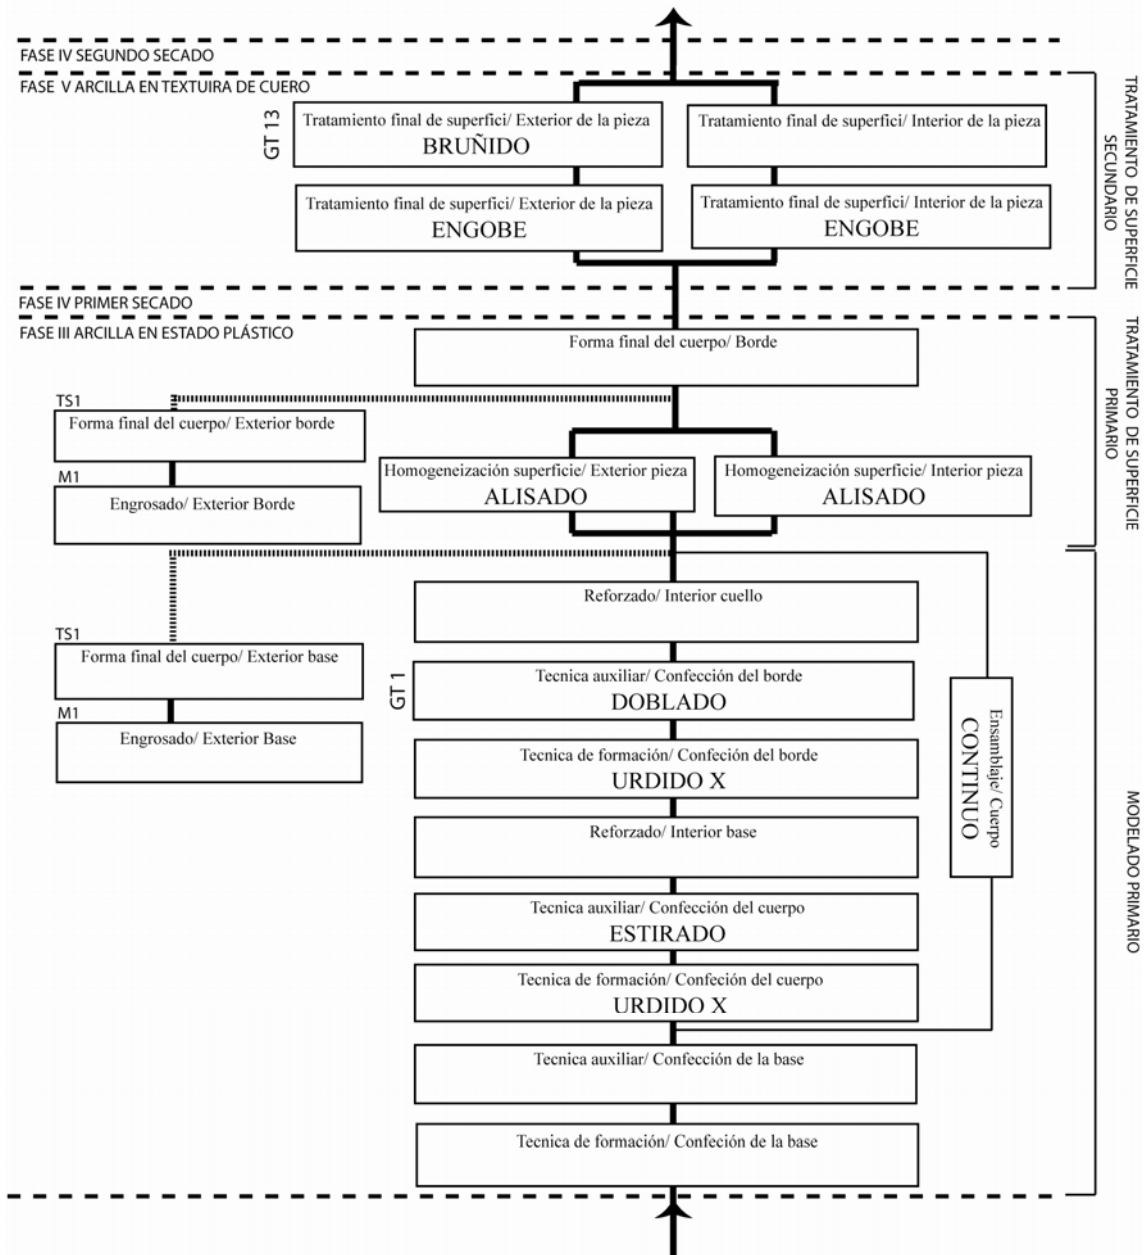 FASE IV SEGUNDO SECADO
FASE V ARCILLA EN TEXTUIRA DE CUERO
GT 13
Tratamiento final de superfici/ Exterior de la pieza
BRUÑIDO
Tratamiento final de superfici/ Interior de la pieza
Tratamiento final de superfici/ Exterior de la pieza
ENGOBE
Tratamiento final de superfici/ Interior de la pieza
ENGOBE
TRATAMIENTO DE SUPERFICIE
SECUNDARIO
FASE IV PRIMER SECADO
FASE III ARCILLA EN ESTADO PLÁSTICO
Forma final del cuerpo/ Borde
TS1
Forma final del cuerpo/ Exterior borde
M1
Engrosado/ Exterior Borde
Homogeneización superficie/ Exterior pieza
ALISADO
Homogeneización superficie/ Interior pieza
ALISADO
TRATAMIENTO DE SUPERFICIE
PRIMARIO
Reforzado/ Interior cuello
TS1
Forma final del cuerpo/ Exterior base
M1
Engrosado/ Exterior Base
GT 1
Tecnica auxiliar/ Confección del borde
DOBLADO
Tecnica de formación/ Confeción del borde
URDIDO X
Reforzado/ Interior base
Tecnica auxiliar/ Confección del cuerpo
ESTIRADO
Tecnica de formación/ Confeción del cuerpo
URDIDO X
Ensamblaje/ Cuerpo
CONTINUO
Tecnica auxiliar/ Confección de la base
Tecnica de formación/ Confeción de la base
MODELADO PRIMARIO